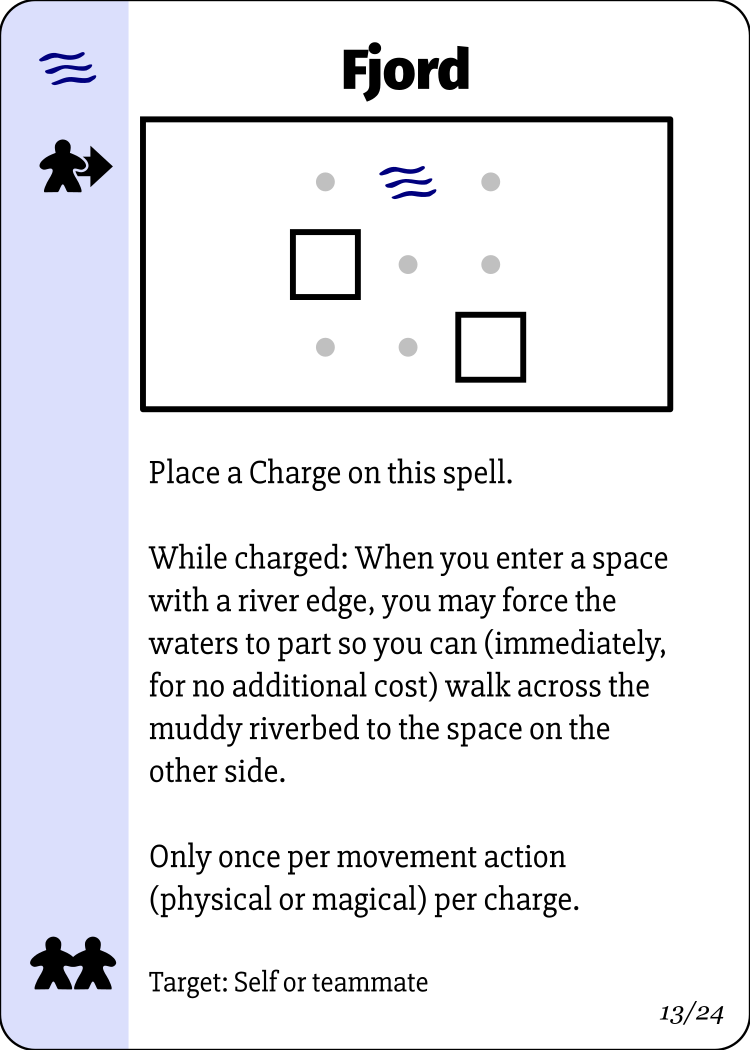 Fjord
Place a Charge on this spell.
While charged: When you enter a space
with a river edge, you may force the
waters to part so you can (immediately,
for no additional cost) walk across the
muddy riverbed to the space on the
other side.
Only once per movement action
(physical or magical) per charge.
Target: Self or teammate
13/24